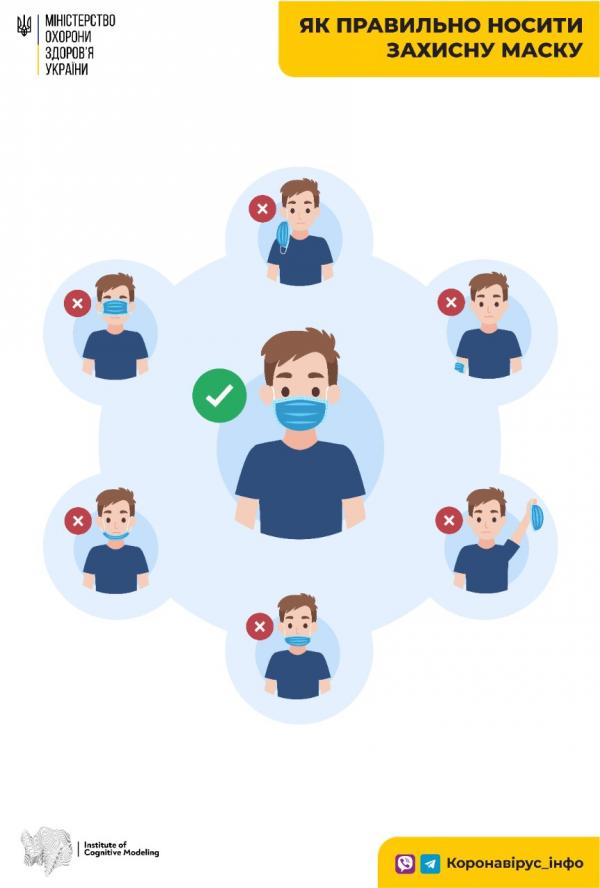 МІНІСТЕРСТВО
ОХОРОНИ
ЗДОРОВ'Я
УКРАЇНИ
ЯК ПРАВИЛЬНО НОСИТИ
ЗАХИСНУ МАСКУ
Institute of
Cognitive Modeling
Коронавірус_інфо